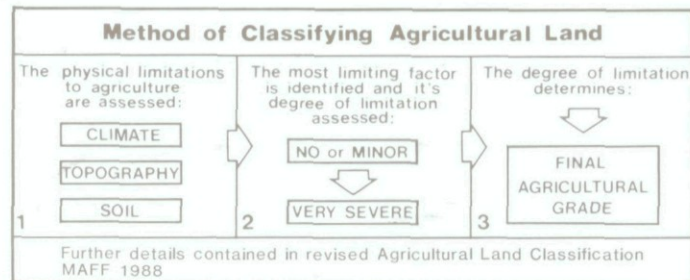 Method of Classifying Agricultural Land
The physical limitations
to agriculture
are assessed:
CLIMATE
TOPOGRAPHY
SOIL
1
The most limiting factor
is identified and it's
degree of limitation
assessed:
NO or MINOR
VERY SEVERE
2
The degree of limitation
determines:
FINAL
AGRICULTURAL
GRADE
3
Further details contained in revised Agricultural Land Classification
MAFF 1988